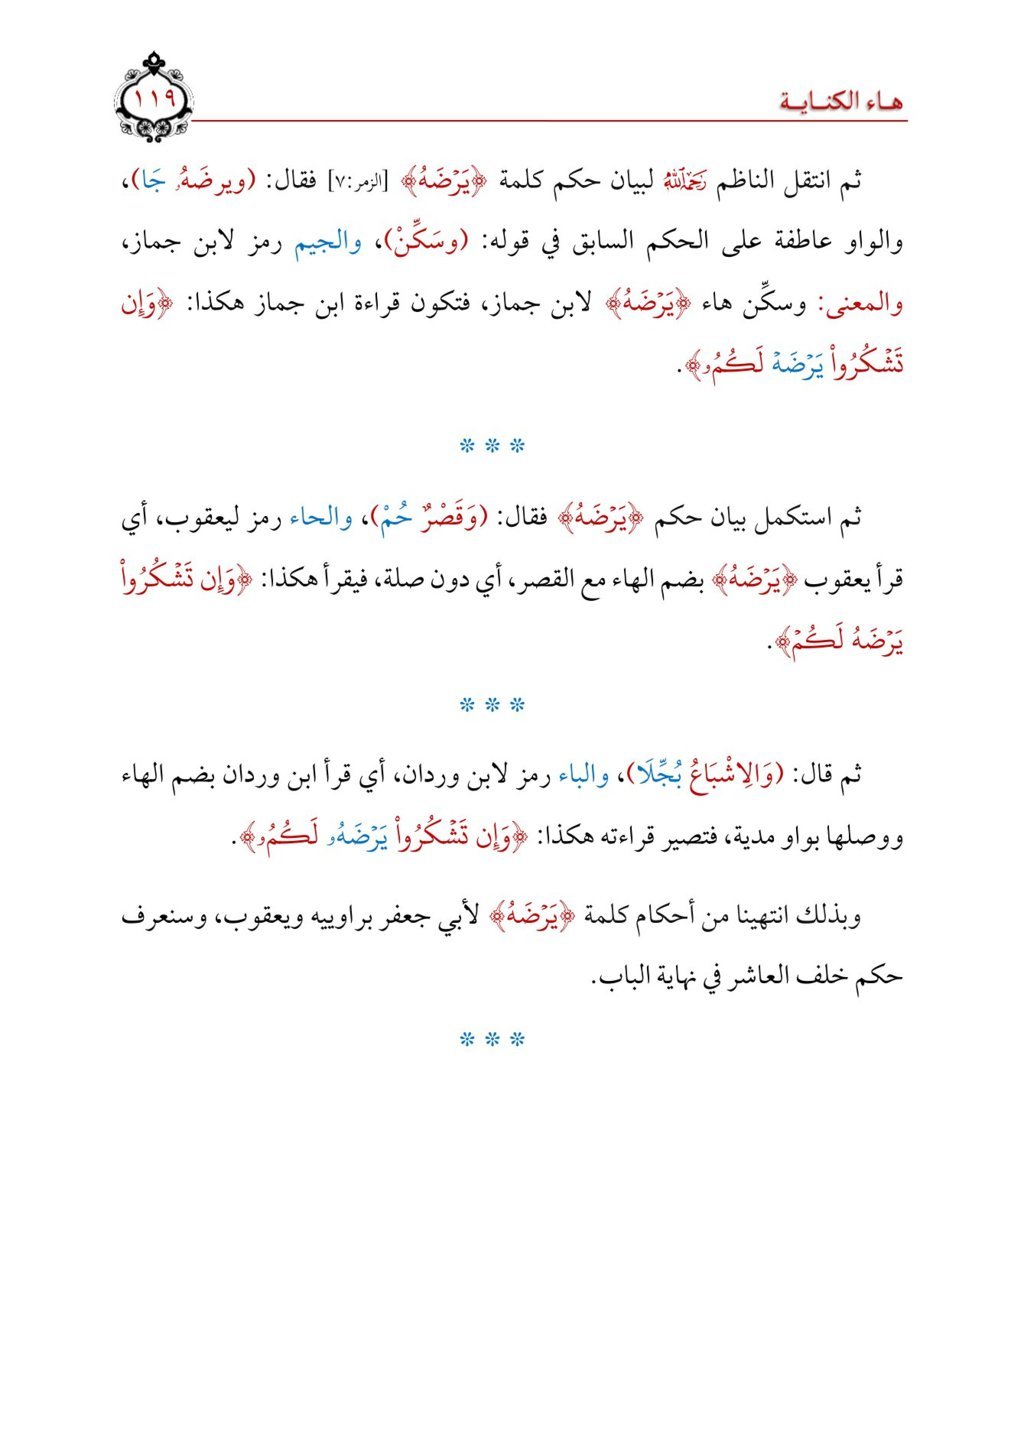 هاء الكناية
١١٩
ثم انتقل الناظم رَحِمَهُ ٱللَّهُ لبيان حكم كلمة ﴿يَرْضَهُ﴾ [الزمر:٧] فقال: (ويرضَهُۥ جَا)،
والواو عاطفة على الحكم السابق في قوله: (وسَكِّنْ)، والجيم رمز لابن جماز،
والمعنى: وسكِّن هاء ﴿يَرْضَهُ﴾ لابن جماز، فتكون قراءة ابن جماز هكذا: ﴿وَإِن
تَشْكُرُواْ يَرْضَهْ لَكُمُۥ﴾.
* * *
ثم استكمل بيان حكم ﴿يَرْضَهُ﴾ فقال: (وَقَصْرٌ حُمْ)، والحاء رمز ليعقوب، أي
قرأ يعقوب ﴿يَرْضَهُ﴾ بضم الهاء مع القصر، أي دون صلة، فيقرأ هكذا: ﴿وَإِن تَشْكُرُواْ
يَرْضَهُ لَكُمْ﴾.
* * *
ثم قال: (وَالِاشْبَاعُ بُجِّلَا)، والباء رمز لابن وردان، أي قرأ ابن وردان بضم الهاء
ووصلها بواو مدية، فتصير قراءته هكذا: ﴿وَإِن تَشْكُرُواْ يَرْضَهُۥ لَكُمُۥ﴾.
وبذلك انتهينا من أحكام كلمة ﴿يَرْضَهُ﴾ لأبي جعفر براوييه ويعقوب، وسنعرف
حكم خلف العاشر في نهاية الباب.
* * *